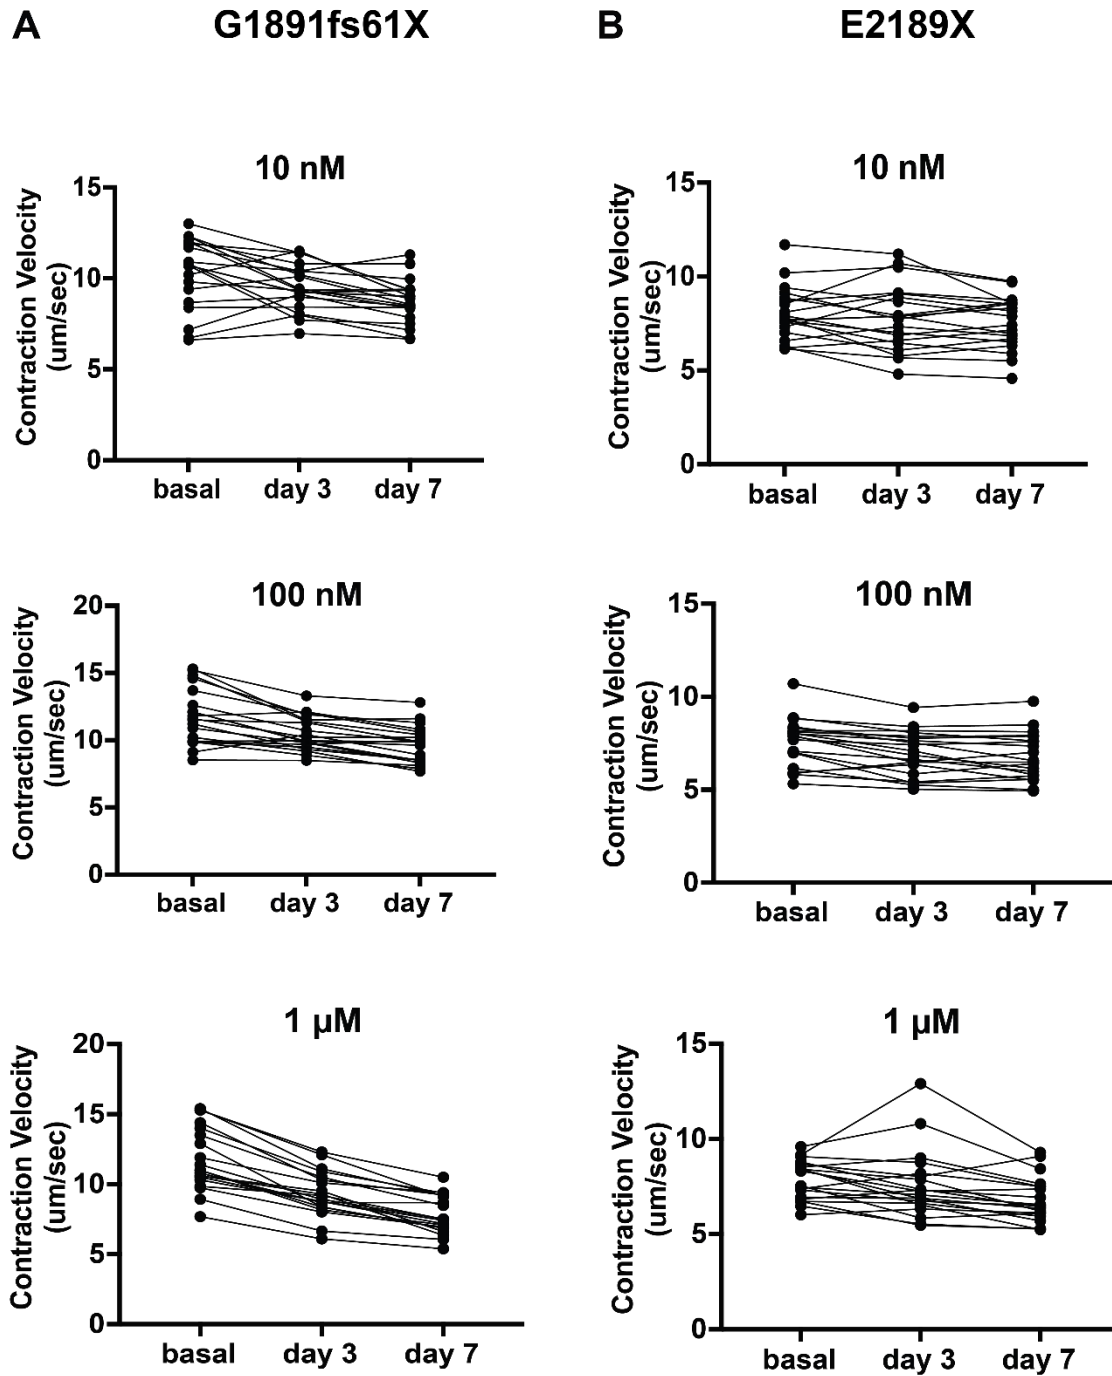 A G1891fs61X
B E2189X
10 nM
Contraction Velocity
(um/sec)
15
10
5
0
basal day 3 day 7
10 nM
Contraction Velocity
(um/sec)
15
10
5
0
basal day 3 day 7
100 nM
Contraction Velocity
(um/sec)
20
15
10
5
0
basal day 3 day 7
100 nM
Contraction Velocity
(um/sec)
15
10
5
0
basal day 3 day 7
1 µM
Contraction Velocity
(um/sec)
20
15
10
5
0
basal day 3 day 7
1 µM
Contraction Velocity
(um/sec)
15
10
5
0
basal day 3 day 7